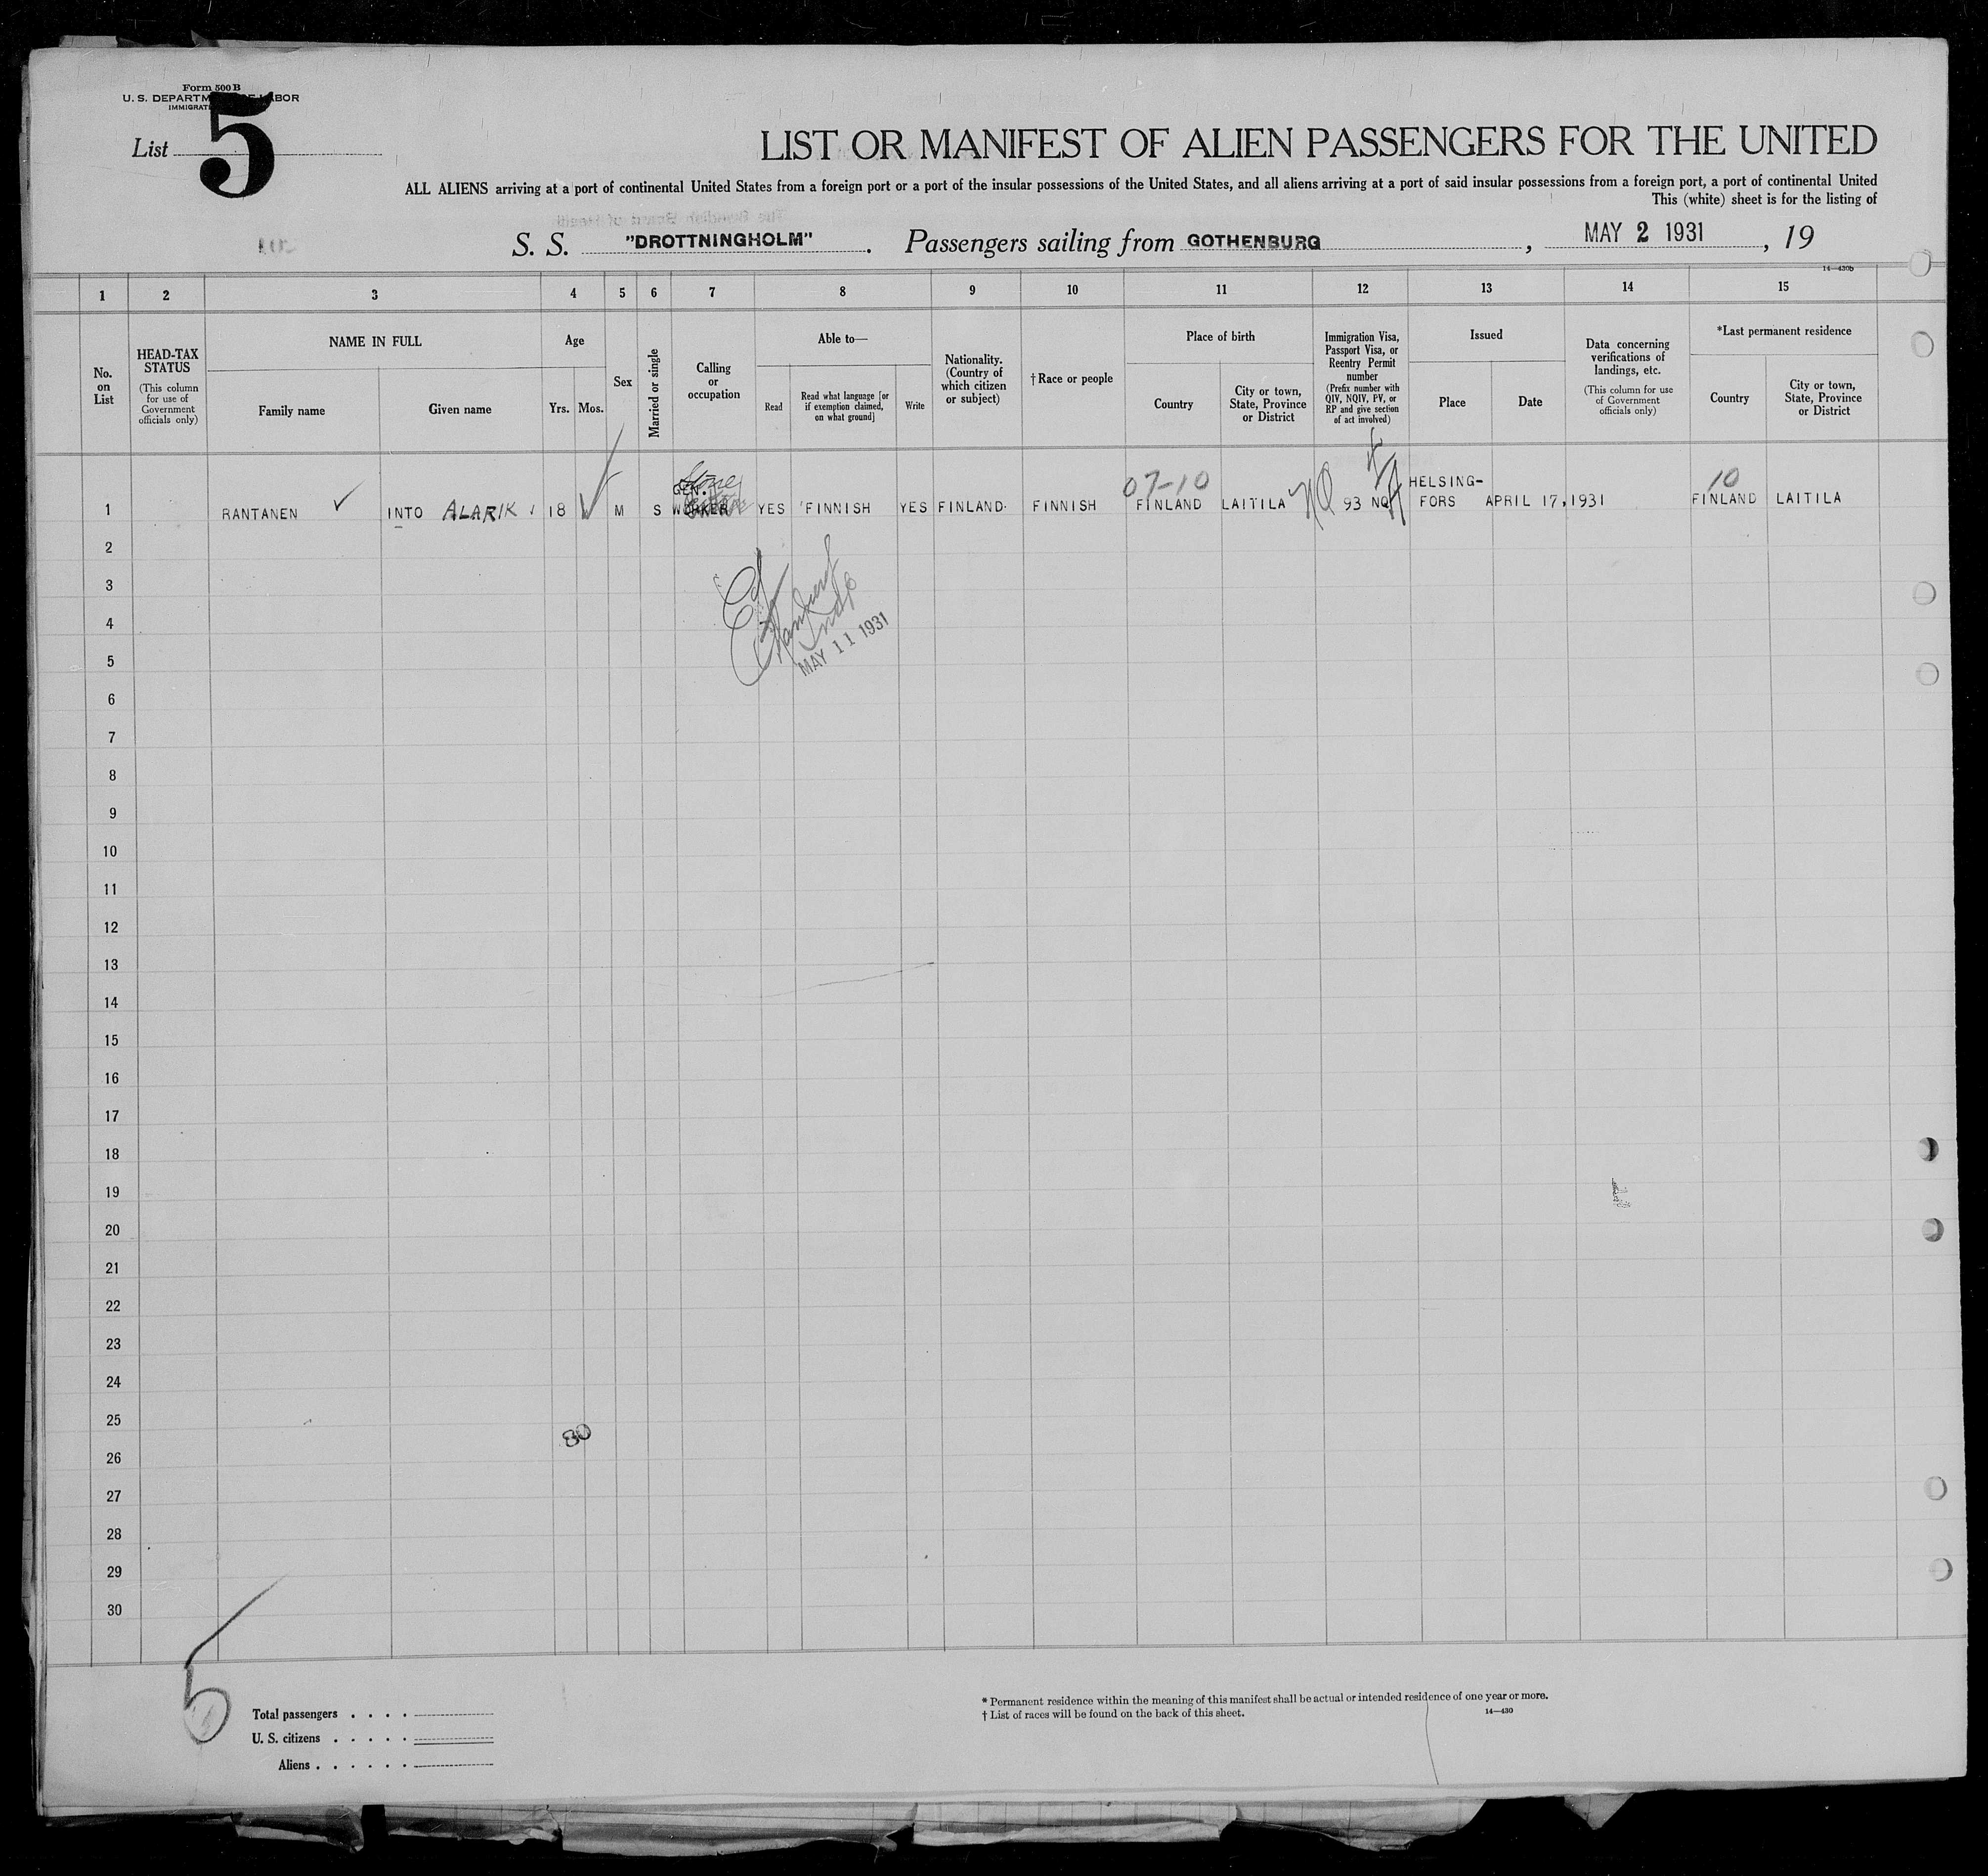 Form 500 B
U. S. DEPARTM
BOR
IMMIGRAT
List
5
LIST OR MANIFEST OF ALIEN PASSENGERS FOR THE UNITED
ALL ALIENS arriving at a port of continental United States from a foreign port or a port of the insular possessions of the United States, and all aliens arriving at a port of said insular possessions from a foreign port, a port of continental United
This (white) sheet is for the listing of
S. S. "DROTTNINGHOLM". Passengers sailing from GOTHENBURG, MAY 2 1931, 19
14—430b
1 2 3 4 5 6 7 8 9 10 11 12 13 14 15
No. on List
HEAD-TAX STATUS
(This column for use of Government officials only)
NAME IN FULL
Family name
Given name
Age
Yrs.
Mos.
Sex
Married or single
Calling or occupation
Able to—
Read
Read what language [or if exemption claimed, on what ground]
Write
Nationality. (Country of which citizen or subject)
† Race or people
Place of birth
Country
City or town, State, Province or District
Immigration Visa, Passport Visa, or Reentry Permit number
(Prefix number with QIV, NQIV, PV, or RP and give section of act involved)
Issued
Place
Date
Data concerning verifications of landings, etc.
(This column for use of Government officials only)
*Last permanent residence
Country
City or town, State, Province or District
07-10
10
1 RANTANEN INTO ALARIK 18 M S GEN. WORKER YES FINNISH YES FINLAND FINNISH FINLAND LAITILA NQ 93 NQ HELSING- FORS APRIL 17, 1931 FINLAND LAITILA
2
3
4
MAY 11 1931
5
6
7
8
9
10
11
12
13
14
15
16
17
18
19
20
21
22
23
24
25
80
26
27
28
29
30
5
Total passengers . . . .
U. S. citizens . . . . .
Aliens . . . . . .
* Permanent residence within the meaning of this manifest shall be actual or intended residence of one year or more.
† List of races will be found on the back of this sheet.
14—430